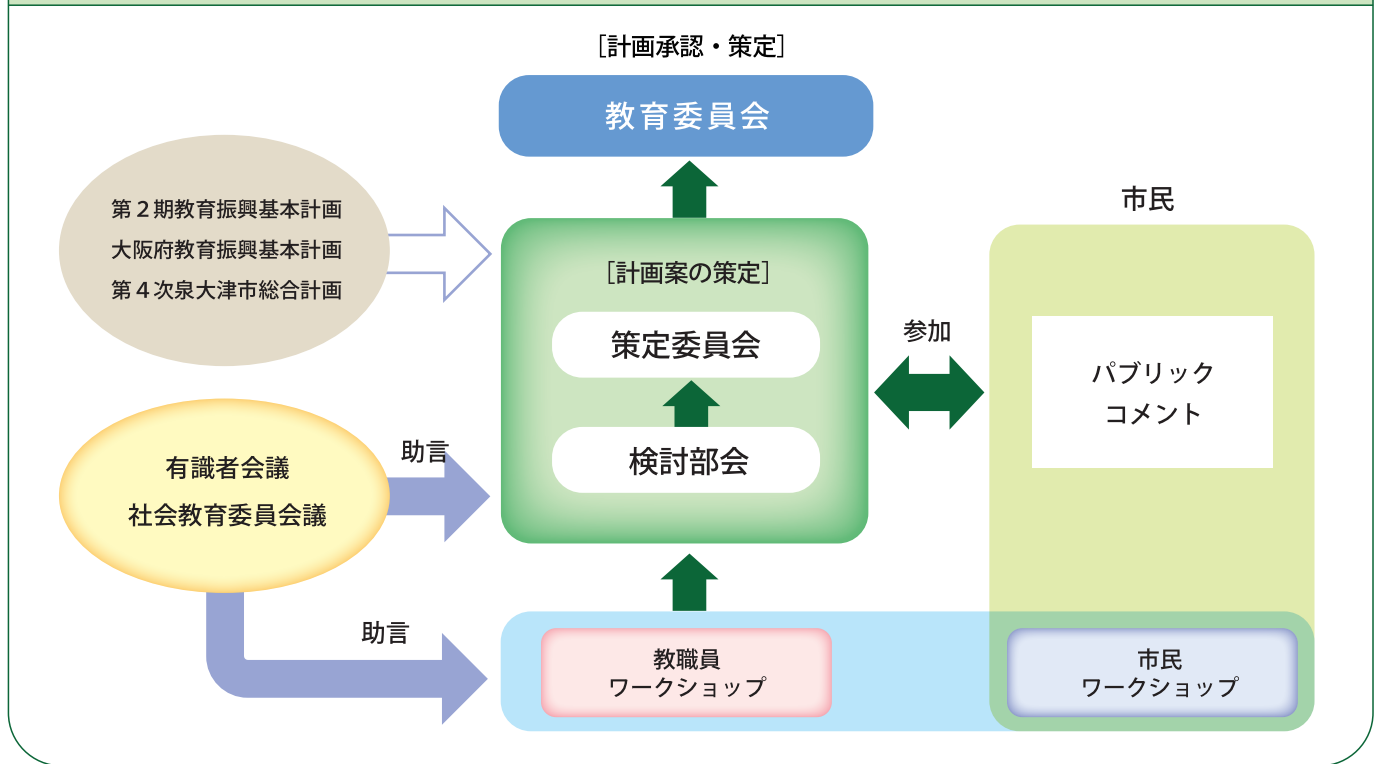 ［計画承認・策定］
教育委員会
第２期教育振興基本計画
大阪府教育振興基本計画
第４次泉大津市総合計画
［計画案の策定］
策定委員会
検討部会
有識者会議
社会教育委員会議
助言
助言
参加
市民
パブリック
コメント
教職員
ワークショップ
市民
ワークショップ